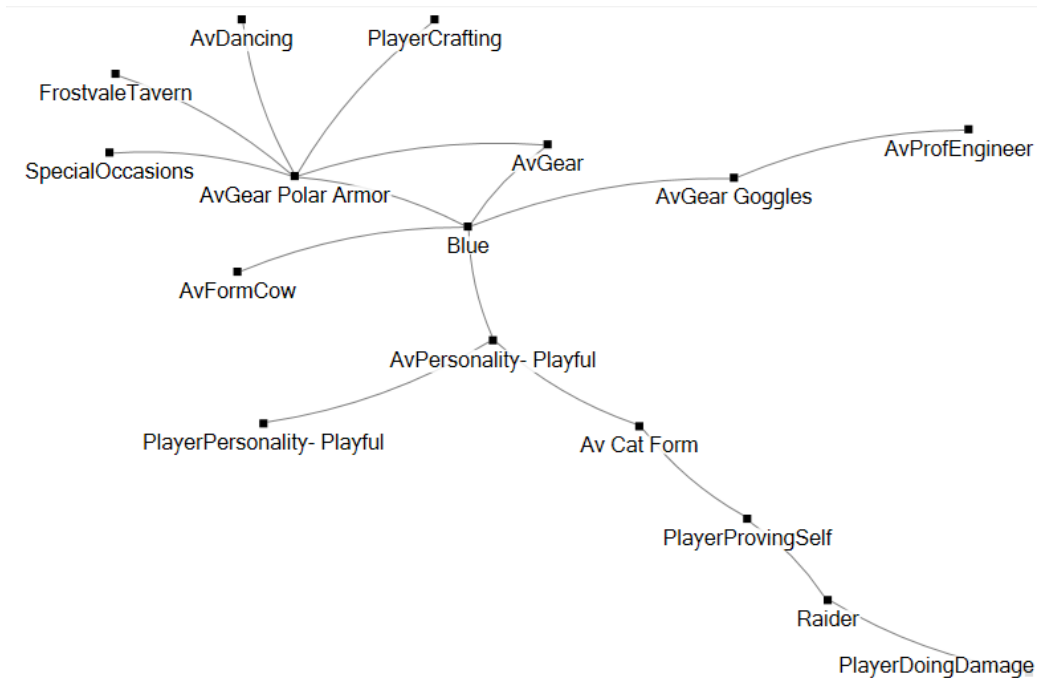 AvDancing
PlayerCrafting
FrostvaleTavern
AvProfEngineer
AvGear
SpecialOccasions
AvGear Polar Armor
AvGear Goggles
Blue
AvFormCow
AvPersonality- Playful
PlayerPersonality- Playful
Av Cat Form
PlayerProvingSelf
Raider
PlayerDoingDamage